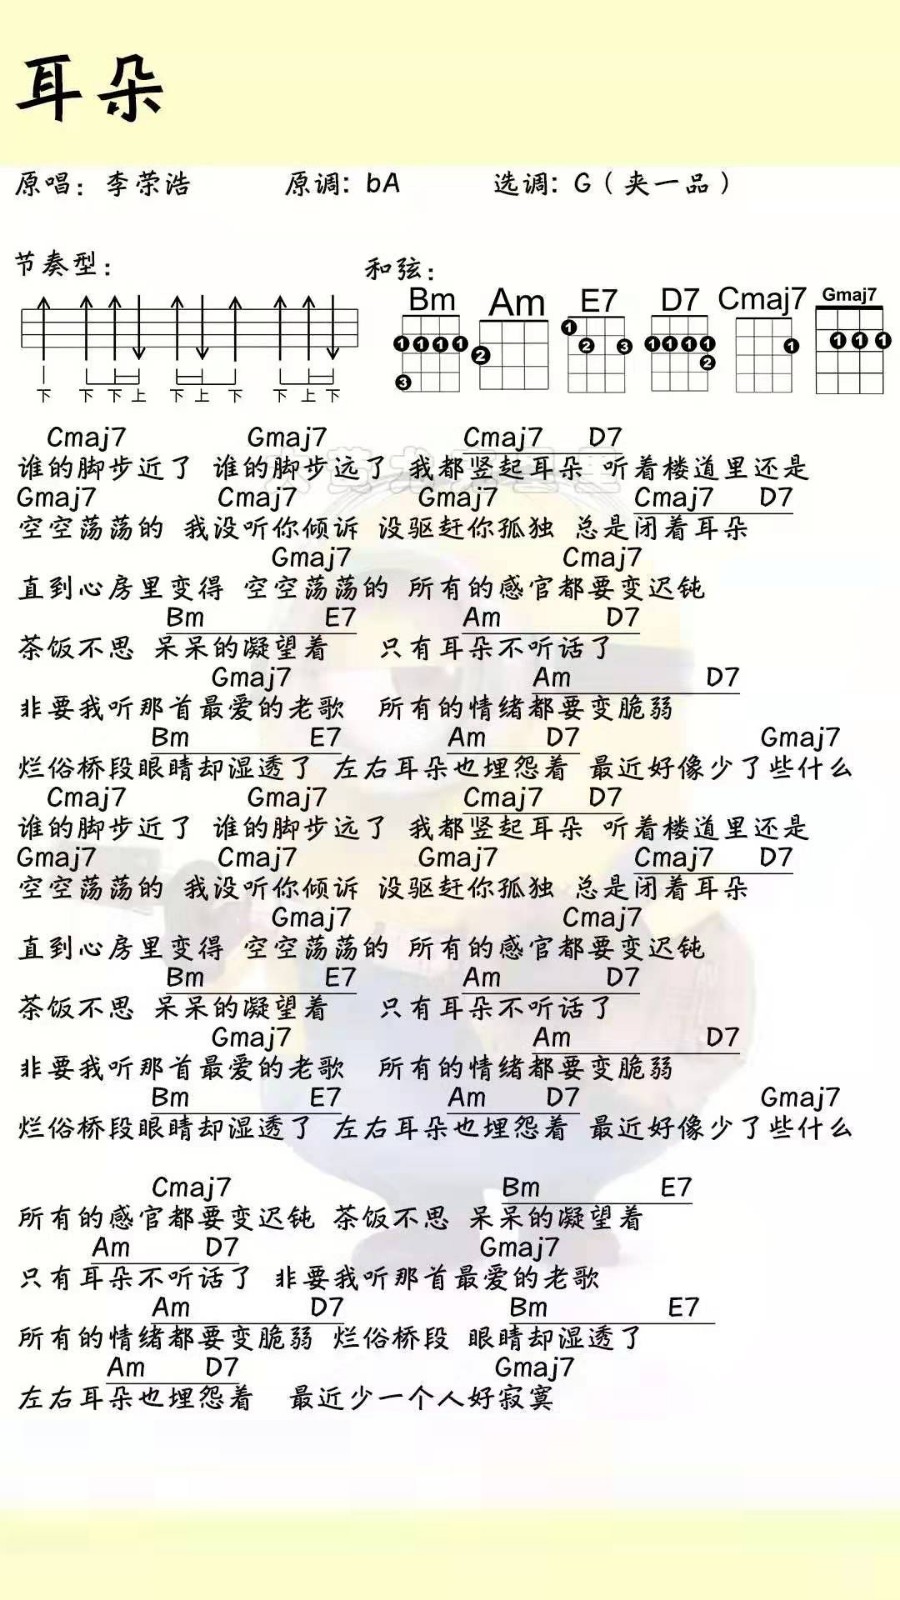 耳朵
原唱：李荣浩 原调: bA 选调: G（夹一品）
节奏型： 和弦：
Bm Am E7 D7 Cmaj7 Gmaj7
1 1 1 1 3
2
1 2 3
1 1 1 1 2
1
1 1 1
下 下 下 上 下 上 下 下 上 下
Cmaj7 Gmaj7 Cmaj7 D7
谁的脚步近了 谁的脚步远了 我都竖起耳朵 听着楼道里还是
Gmaj7 Cmaj7 Gmaj7 Cmaj7 D7
空空荡荡的 我没听你倾诉 没驱赶你孤独 总是闭着耳朵
Gmaj7 Cmaj7
直到心房里变得 空空荡荡的 所有的感官都要变迟钝
Bm E7 Am D7
茶饭不思 呆呆的凝望着 只有耳朵不听话了
Gmaj7 Am D7
非要我听那首最爱的老歌 所有的情绪都要变脆弱
Bm E7 Am D7 Gmaj7
烂俗桥段眼睛却湿透了 左右耳朵也埋怨着 最近好像少了些什么
Cmaj7 Gmaj7 Cmaj7 D7
谁的脚步近了 谁的脚步远了 我都竖起耳朵 听着楼道里还是
Gmaj7 Cmaj7 Gmaj7 Cmaj7 D7
空空荡荡的 我没听你倾诉 没驱赶你孤独 总是闭着耳朵
Gmaj7 Cmaj7
直到心房里变得 空空荡荡的 所有的感官都要变迟钝
Bm E7 Am D7
茶饭不思 呆呆的凝望着 只有耳朵不听话了
Gmaj7 Am D7
非要我听那首最爱的老歌 所有的情绪都要变脆弱
Bm E7 Am D7 Gmaj7
烂俗桥段眼睛却湿透了 左右耳朵也埋怨着 最近好像少了些什么
Cmaj7 Bm E7
所有的感官都要变迟钝 茶饭不思 呆呆的凝望着
Am D7 Gmaj7
只有耳朵不听话了 非要我听那首最爱的老歌
Am D7 Bm E7
所有的情绪都要变脆弱 烂俗桥段 眼睛却湿透了
Am D7 Gmaj7
左右耳朵也埋怨着 最近少一个人好寂寞